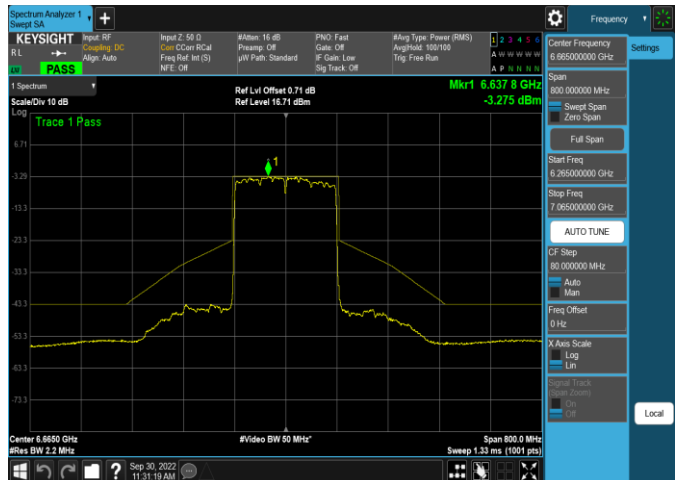 Spectrum Analyzer 1
Swept SA
Frequency
KEYSIGHT
RL
LW
PASS
Input: RF
Coupling: DC
Align: Auto
Input Z: 50 Ω
Corr CCorr RCal
Freq Ref: Int (S)
NFE: Off
#Atten: 16 dB
Preamp: Off
µW Path: Standard
PNO: Fast
Gate: Off
IF Gain: Low
Sig Track: Off
#Avg Type: Power (RMS)
Avg|Hold: 100/100
Trig: Free Run
1 2 3 4 5 6
A W W W W W
A P N N N N
Center Frequency
6.665000000 GHz
Settings
Span
800.000000 MHz
Swept Span
Zero Span
Full Span
Start Freq
6.265000000 GHz
Stop Freq
7.065000000 GHz
AUTO TUNE
CF Step
80.000000 MHz
Auto
Man
Freq Offset
0 Hz
X Axis Scale
Log
Lin
Signal Track
(Span Zoom)
On
Off
Local
1 Spectrum
Scale/Div 10 dB
Log
Ref Lvl Offset 0.71 dB
Ref Level 16.71 dBm
Mkr1 6.637 8 GHz
-3.275 dBm
Trace 1 Pass
1
6.71
-3.29
-13.3
-23.3
-33.3
-43.3
-53.3
-63.3
-73.3
Center 6.6650 GHz
#Res BW 2.2 MHz
#Video BW 50 MHz*
Span 800.0 MHz
Sweep 1.33 ms (1001 pts)
?
Sep 30, 2022
11:31:19 AM